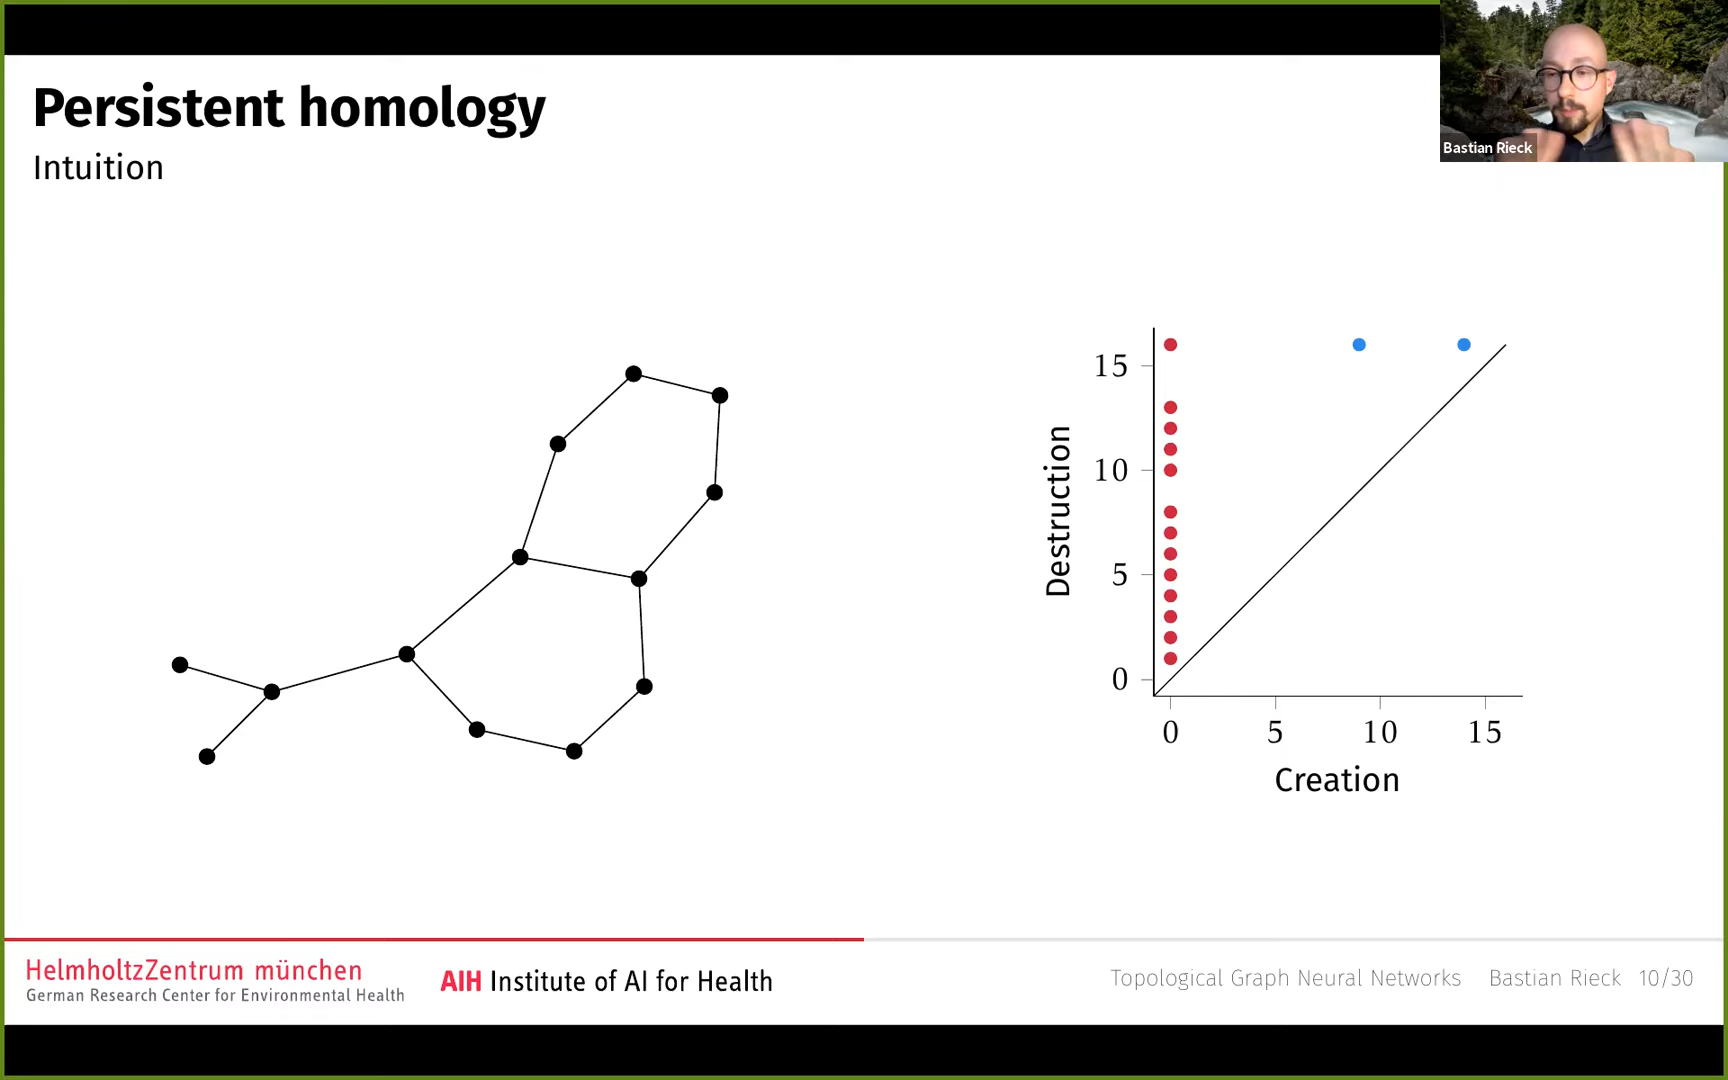 Persistent homology
Intuition
Bastian Rieck
15
10
5
0
Destruction
0 5 10 15
Creation
HelmholtzZentrum münchen
German Research Center for Environmental Health
AIH Institute of AI for Health
Topological Graph Neural Networks Bastian Rieck 10/30